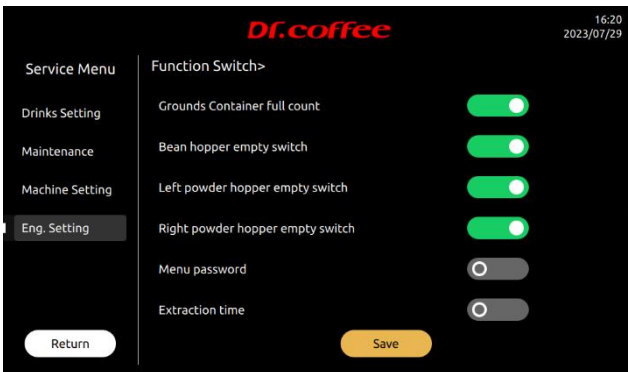 Dr.coffee
16:20
2023/07/29
Service Menu
Function Switch>
Drinks Setting
Maintenance
Machine Setting
Eng. Setting
Return
Grounds Container full count
Bean hopper empty switch
Left powder hopper empty switch
Right powder hopper empty switch
Menu password
Extraction time
Save